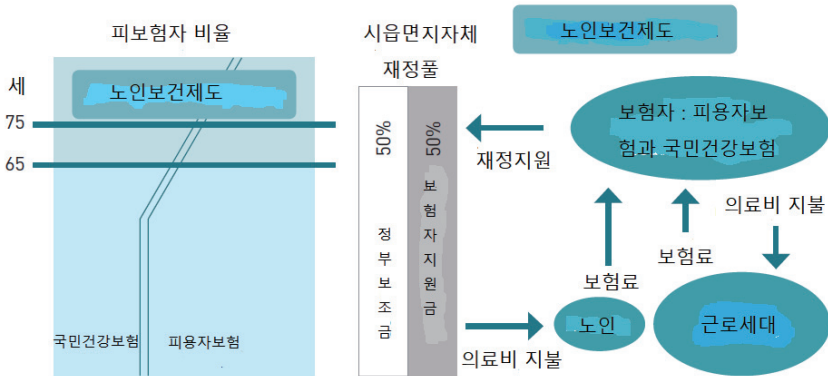 피보험자 비율
세
노인보건제도
75
65
국민건강보험
피용자보험
시읍면지자체
재정풀
50%
정부보조금
50%
보험자지원금
노인보건제도
보험자 : 피용자보
험과 국민건강보험
재정지원
의료비 지불
보험료
보험료
노인
근로세대
의료비 지불